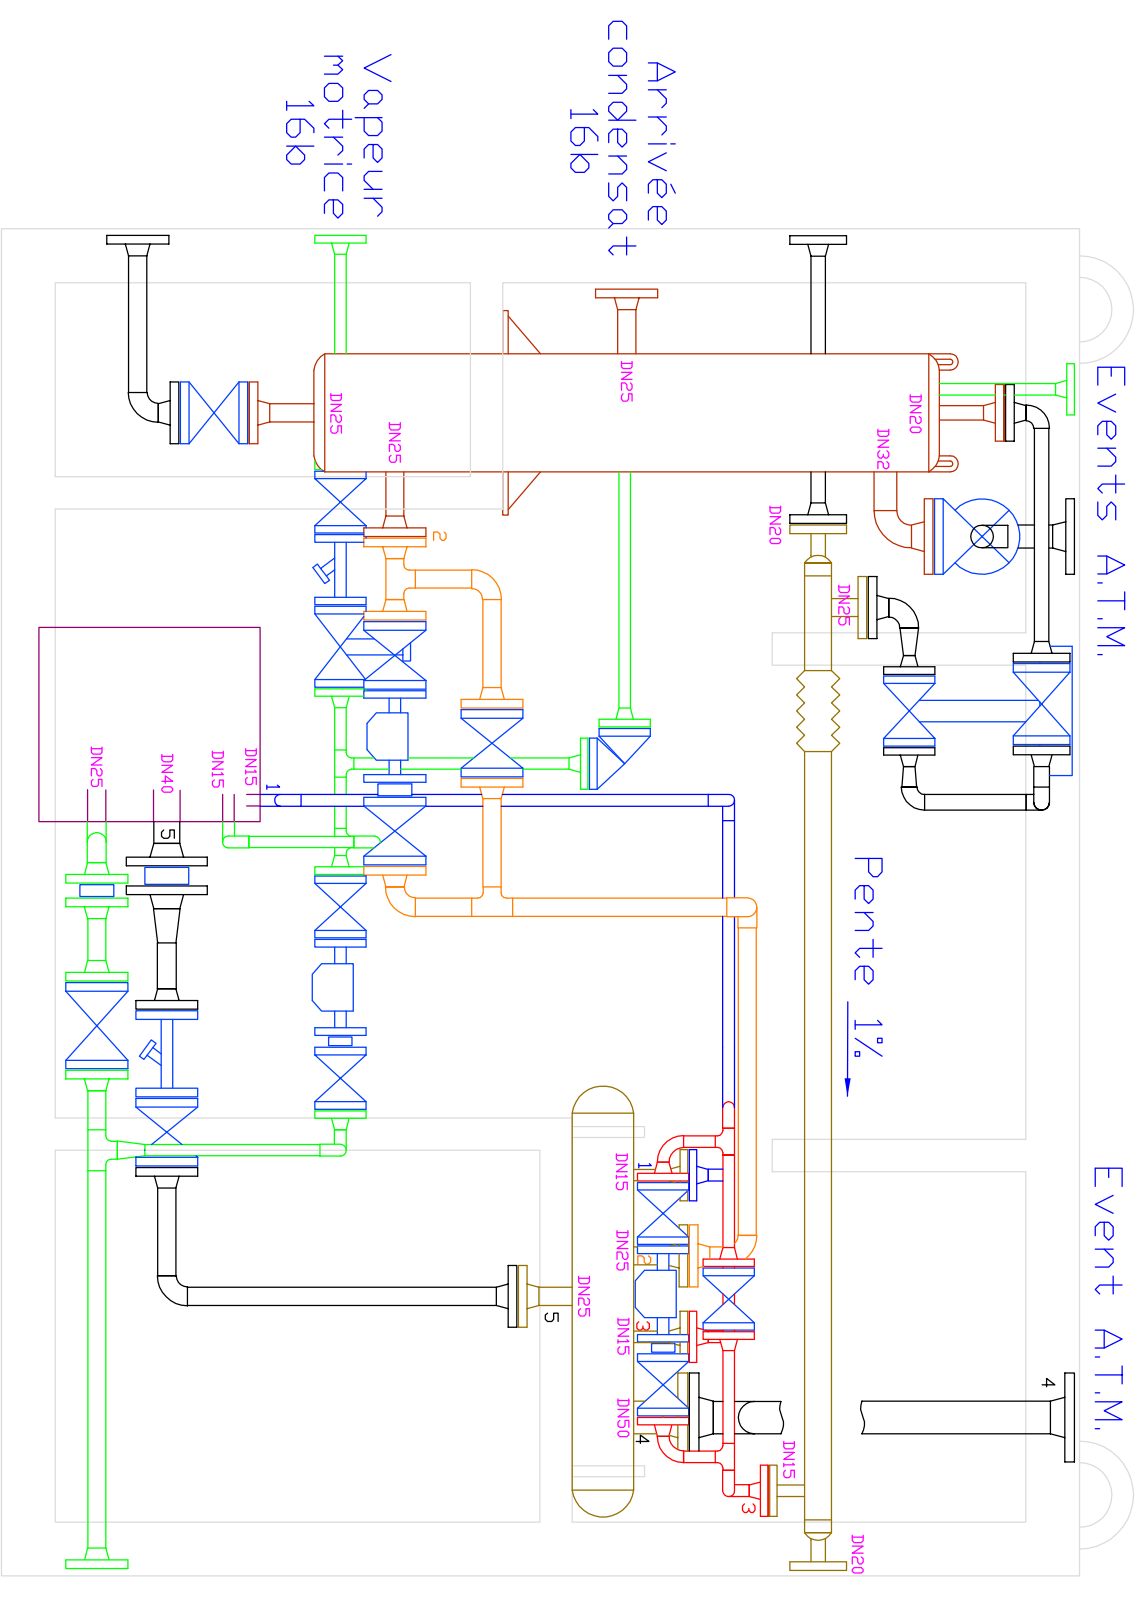 Arrivée
condensat
16b
Vapeur
motrice
16b
Events A.T.M.
Event A.T.M.
Pente 1%
DN25
DN25
DN25
DN20
DN32
DN20
DN25
2
DN25
DN40
DN15
DN15
5
1
DN15
1
DN25
2
DN15
3
DN50
4
DN25
5
4
DN15
3
DN20